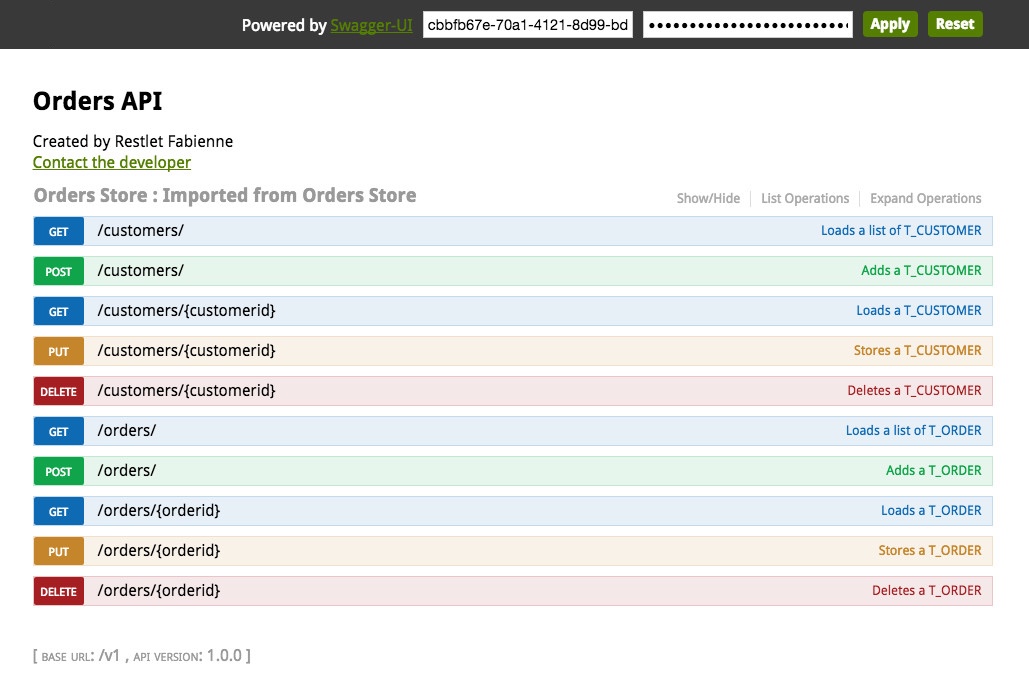 Powered by Swagger-UI cbbfb67e-70a1-4121-8d99-bd Apply Reset
Orders API
Created by Restlet Fabienne
Contact the developer
Orders Store : Imported from Orders Store Show/Hide List Operations Expand Operations
GET /customers/ Loads a list of T_CUSTOMER
POST /customers/ Adds a T_CUSTOMER
GET /customers/{customerid} Loads a T_CUSTOMER
PUT /customers/{customerid} Stores a T_CUSTOMER
DELETE /customers/{customerid} Deletes a T_CUSTOMER
GET /orders/ Loads a list of T_ORDER
POST /orders/ Adds a T_ORDER
GET /orders/{orderid} Loads a T_ORDER
PUT /orders/{orderid} Stores a T_ORDER
DELETE /orders/{orderid} Deletes a T_ORDER
[ BASE URL: /v1 , API VERSION: 1.0.0 ]